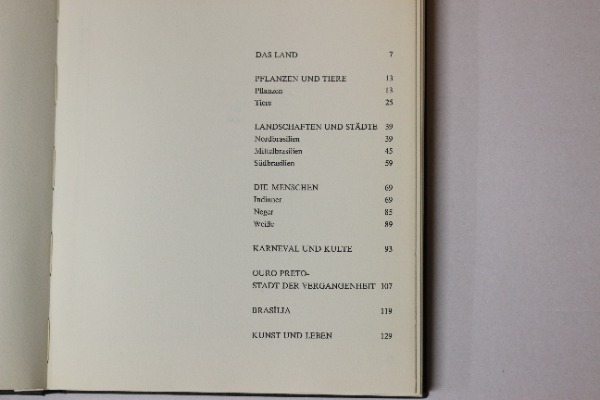 DAS LAND 7
PFLANZEN UND TIERE 13
Pflanzen 13
Tiere 25
LANDSCHAFTEN UND STÄDTE 39
Nordbrasilien 39
Mittelbrasilien 45
Südbrasilien 59
DIE MENSCHEN 69
Indianer 69
Neger 85
Weiße 89
KARNEVAL UND KULTE 93
OURO PRETO-
STADT DER VERGANGENHEIT 107
BRASÍLIA 119
KUNST UND LEBEN 129